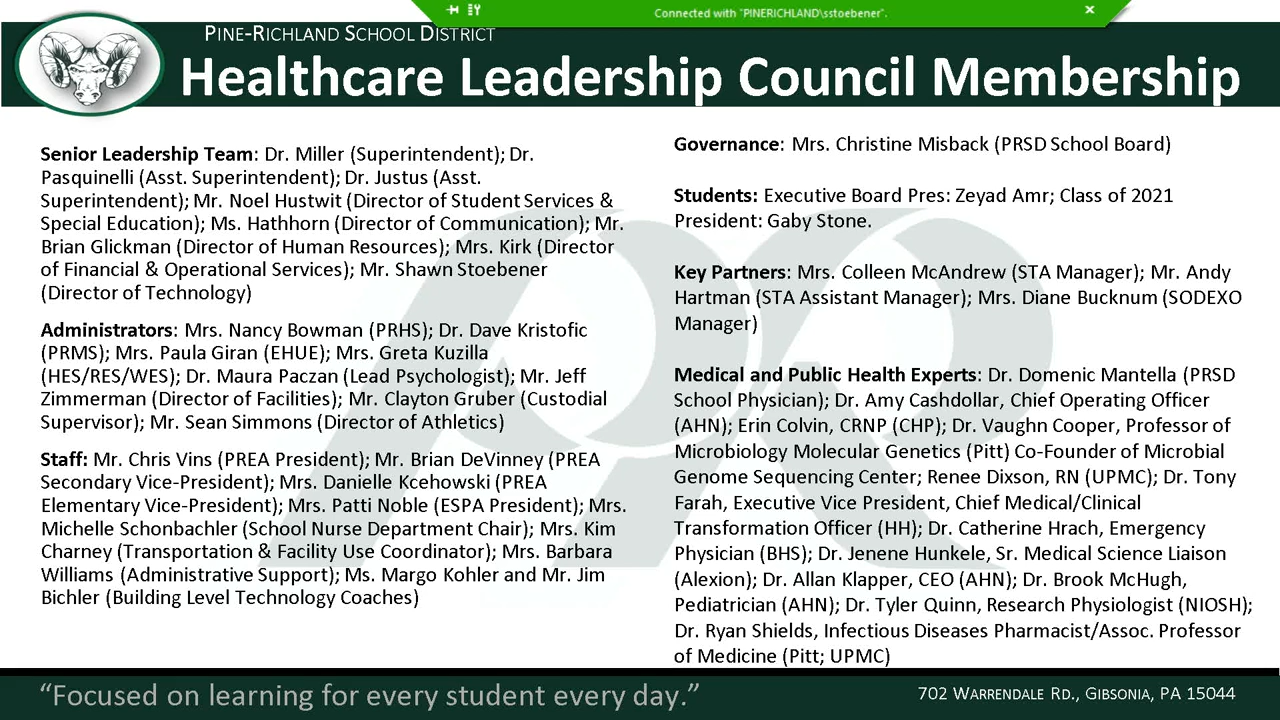 Connected with "PINERICHLAND\sstoebener".
PINE-RICHLAND SCHOOL DISTRICT
Healthcare Leadership Council Membership
Senior Leadership Team: Dr. Miller (Superintendent); Dr.
Pasquinelli (Asst. Superintendent); Dr. Justus (Asst.
Superintendent); Mr. Noel Hustwit (Director of Student Services &
Special Education); Ms. Hathhorn (Director of Communication); Mr.
Brian Glickman (Director of Human Resources); Mrs. Kirk (Director
of Financial & Operational Services); Mr. Shawn Stoebener
(Director of Technology)
Administrators: Mrs. Nancy Bowman (PRHS); Dr. Dave Kristofic
(PRMS); Mrs. Paula Giran (EHUE); Mrs. Greta Kuzilla
(HES/RES/WES); Dr. Maura Paczan (Lead Psychologist); Mr. Jeff
Zimmerman (Director of Facilities); Mr. Clayton Gruber (Custodial
Supervisor); Mr. Sean Simmons (Director of Athletics)
Staff: Mr. Chris Vins (PREA President); Mr. Brian DeVinney (PREA
Secondary Vice-President); Mrs. Danielle Kcehowski (PREA
Elementary Vice-President); Mrs. Patti Noble (ESPA President); Mrs.
Michelle Schonbachler (School Nurse Department Chair); Mrs. Kim
Charney (Transportation & Facility Use Coordinator); Mrs. Barbara
Williams (Administrative Support); Ms. Margo Kohler and Mr. Jim
Bichler (Building Level Technology Coaches)
Governance: Mrs. Christine Misback (PRSD School Board)
Students: Executive Board Pres: Zeyad Amr; Class of 2021
President: Gaby Stone.
Key Partners: Mrs. Colleen McAndrew (STA Manager); Mr. Andy
Hartman (STA Assistant Manager); Mrs. Diane Bucknum (SODEXO
Manager)
Medical and Public Health Experts: Dr. Domenic Mantella (PRSD
School Physician); Dr. Amy Cashdollar, Chief Operating Officer
(AHN); Erin Colvin, CRNP (CHP); Dr. Vaughn Cooper, Professor of
Microbiology Molecular Genetics (Pitt) Co-Founder of Microbial
Genome Sequencing Center; Renee Dixson, RN (UPMC); Dr. Tony
Farah, Executive Vice President, Chief Medical/Clinical
Transformation Officer (HH); Dr. Catherine Hrach, Emergency
Physician (BHS); Dr. Jenene Hunkele, Sr. Medical Science Liaison
(Alexion); Dr. Allan Klapper, CEO (AHN); Dr. Brook McHugh,
Pediatrician (AHN); Dr. Tyler Quinn, Research Physiologist (NIOSH);
Dr. Ryan Shields, Infectious Diseases Pharmacist/Assoc. Professor
of Medicine (Pitt; UPMC)
“Focused on learning for every student every day.”
702 WARRENDALE RD., GIBSONIA, PA 15044